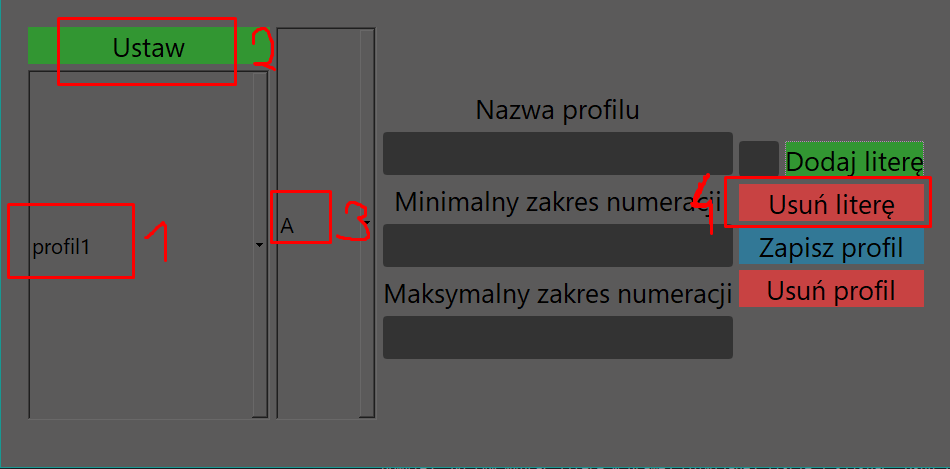 Ustaw 2
Nazwa profilu
Dodaj literę
Minimalny zakres numeracji 4 Usuń literę
profil1 1
A 3
Zapisz profil
Maksymalny zakres numeracji Usuń profil